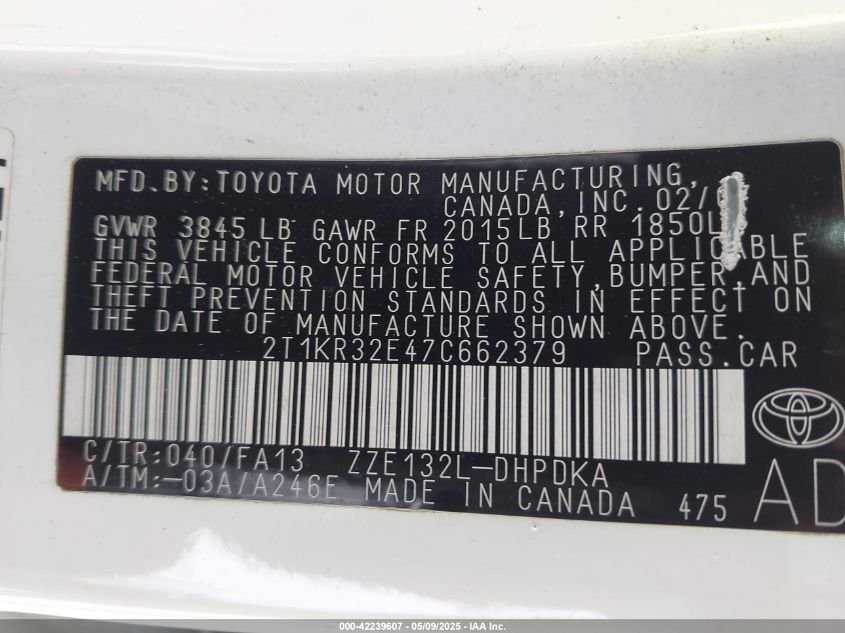 MFD.BY:TOYOTA MOTOR MANUFACTURING,
CANADA,INC. 02/
GVWR 3845 LB GAWR FR 2015LB RR 1850L
THIS VEHICLE CONFORMS TO ALL APPLICABLE
FEDERAL MOTOR VEHICLE SAFETY,BUMPER,AND
THEFT PREVENTION STANDARDS IN EFFECT ON
THE DATE OF MANUFACTURE SHOWN ABOVE.
2T1KR32E47C662379 PASS.CAR
C/TR:040/FA13 ZZE132L-DHPDKA
A/TM:-03A/A246E MADE IN CANADA 475 AD
000-42239607 - 05/09/2025 - IAA Inc.